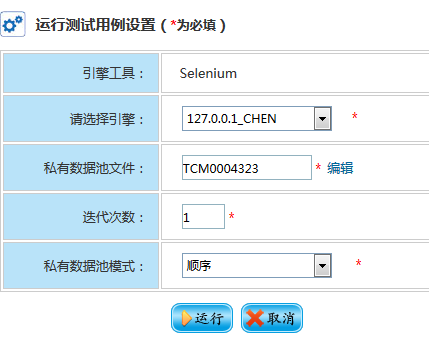 运行测试用例设置（*为必填）
引擎工具： Selenium
请选择引擎： 127.0.0.1_CHEN *
私有数据池文件： TCM0004323 * 编辑
迭代次数： 1 *
私有数据池模式： 顺序 *
运行 取消